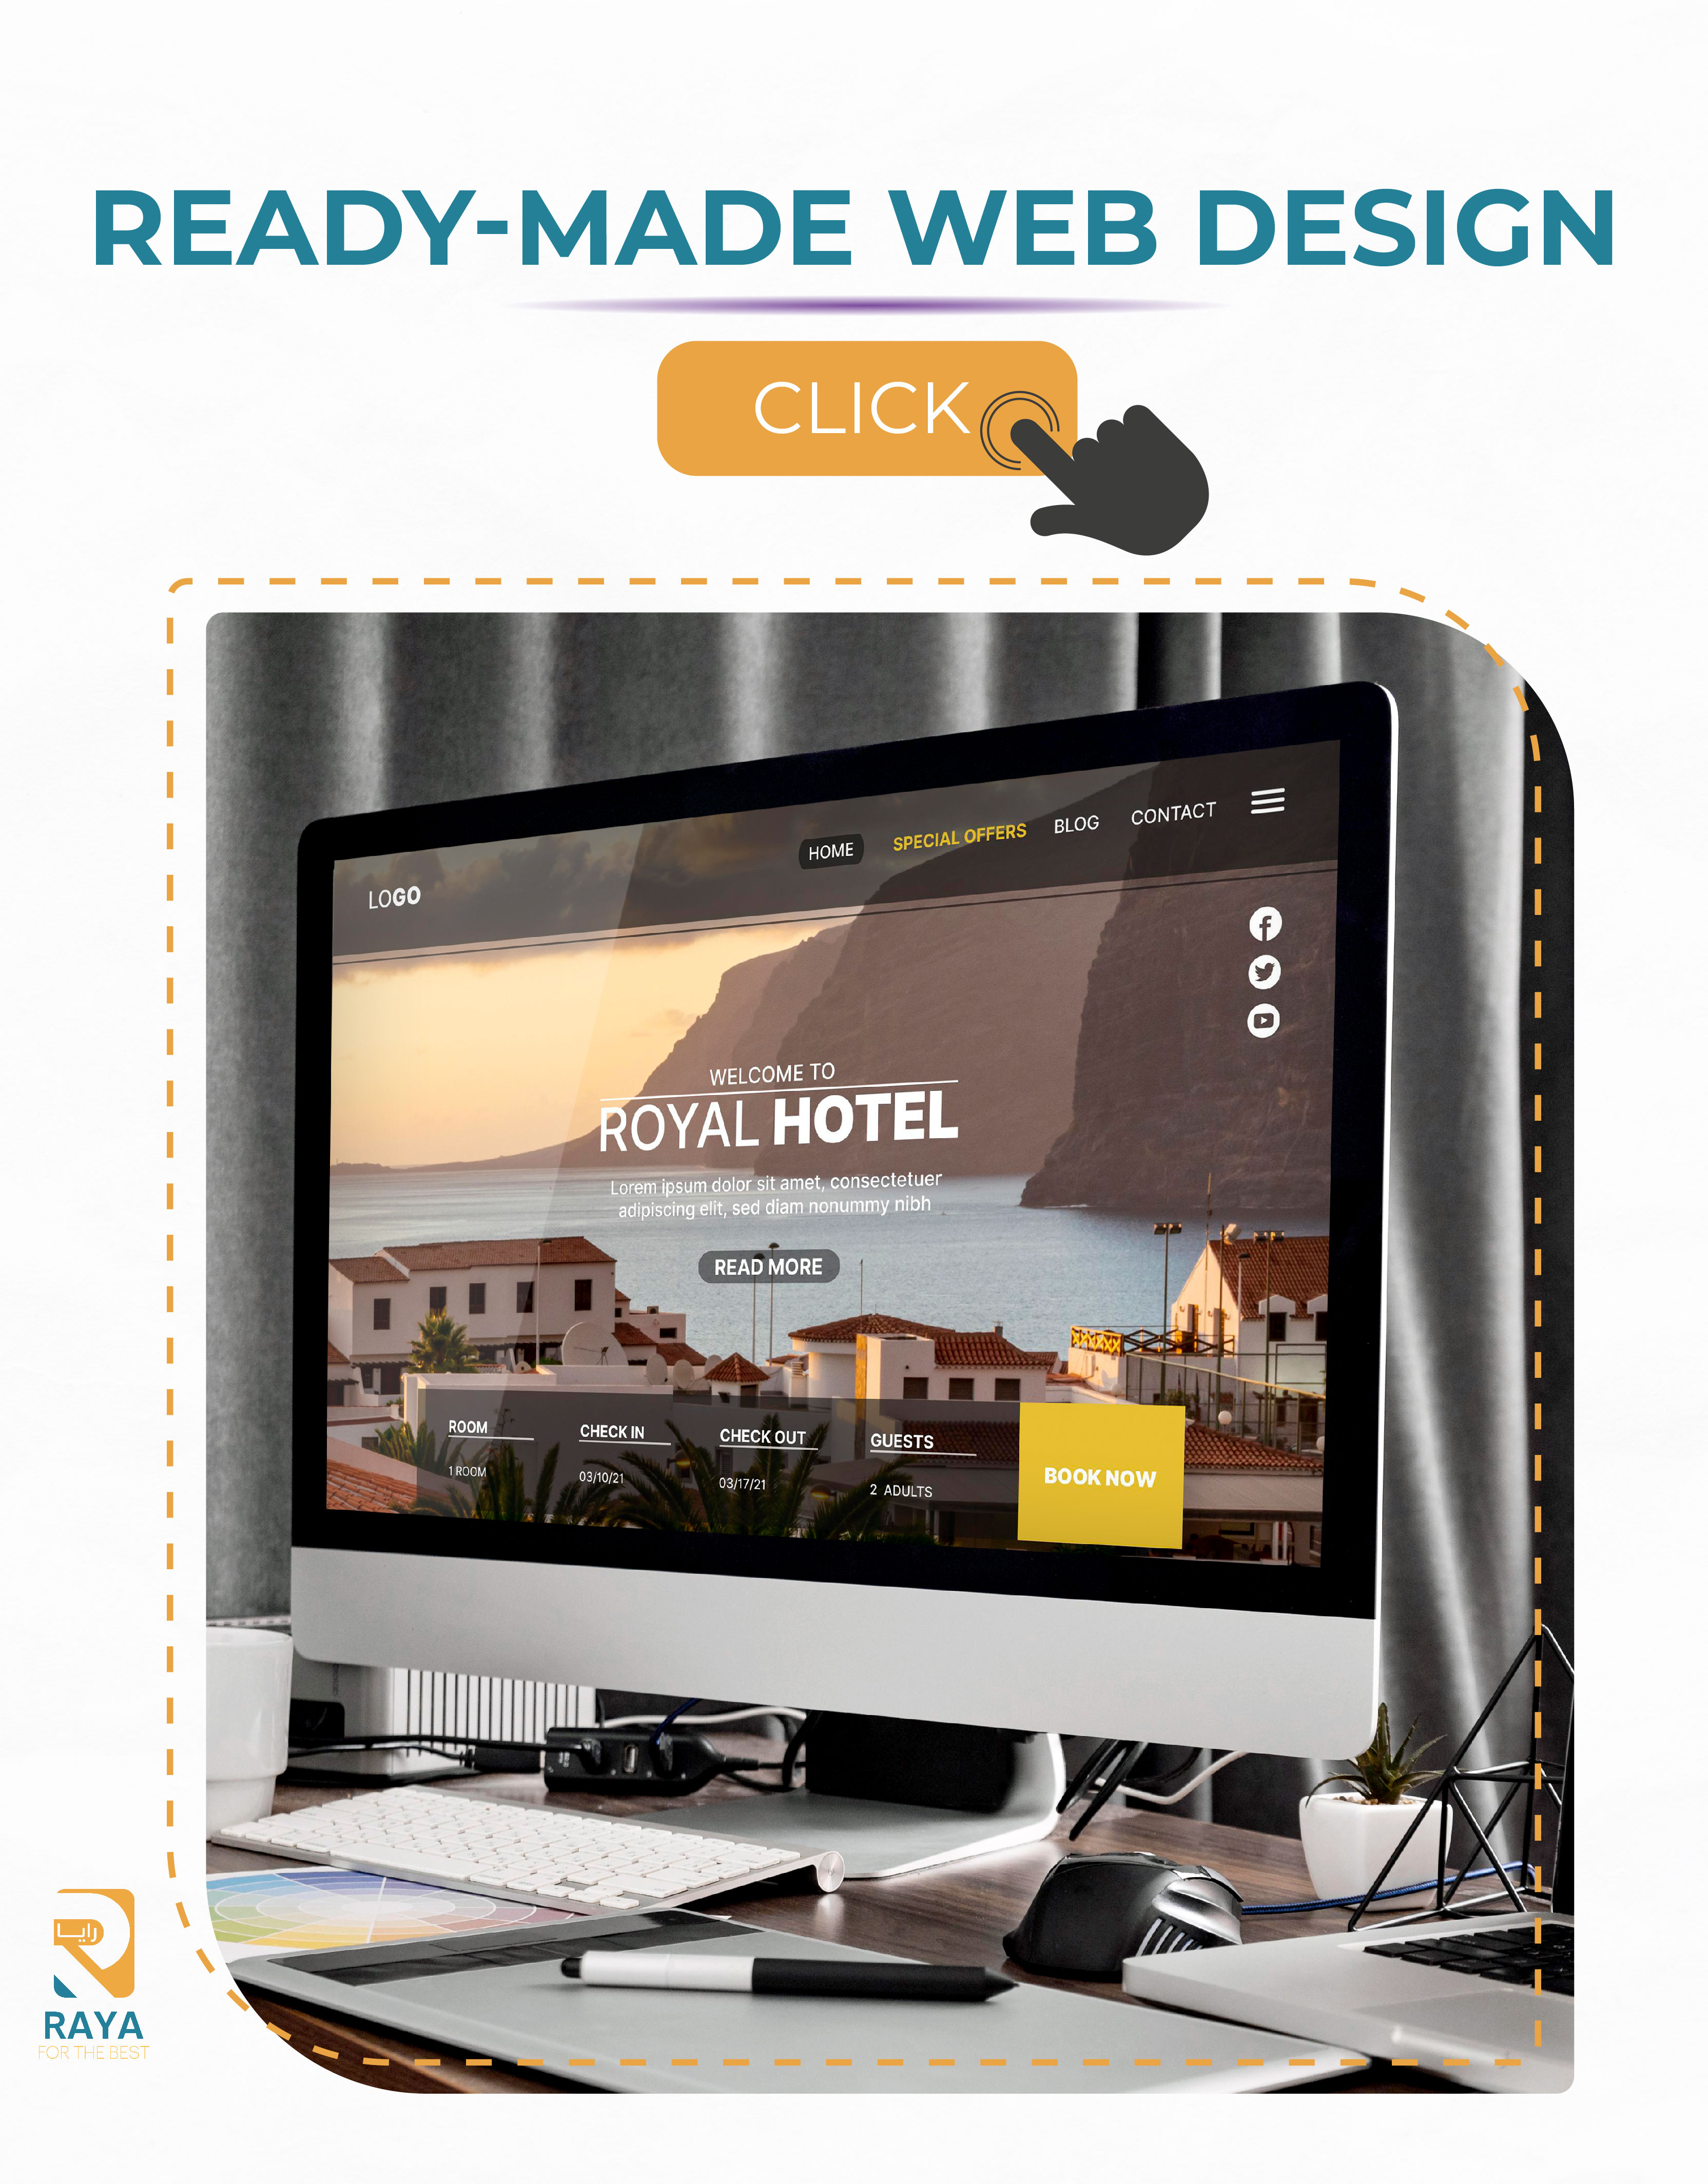 READY-MADE WEB DESIGN
CLICK
HOME SPECIAL OFFERS BLOG CONTACT
LOGO
WELCOME TO
ROYAL HOTEL
Lorem ipsum dolor sit amet, consectetuer
adipiscing elit, sed diam nonummy nibh
READ MORE
ROOM CHECK IN CHECK OUT GUESTS
1 ROOM 03/10/21 03/17/21 2 ADULTS
BOOK NOW
راية
RAYA
FOR THE BEST